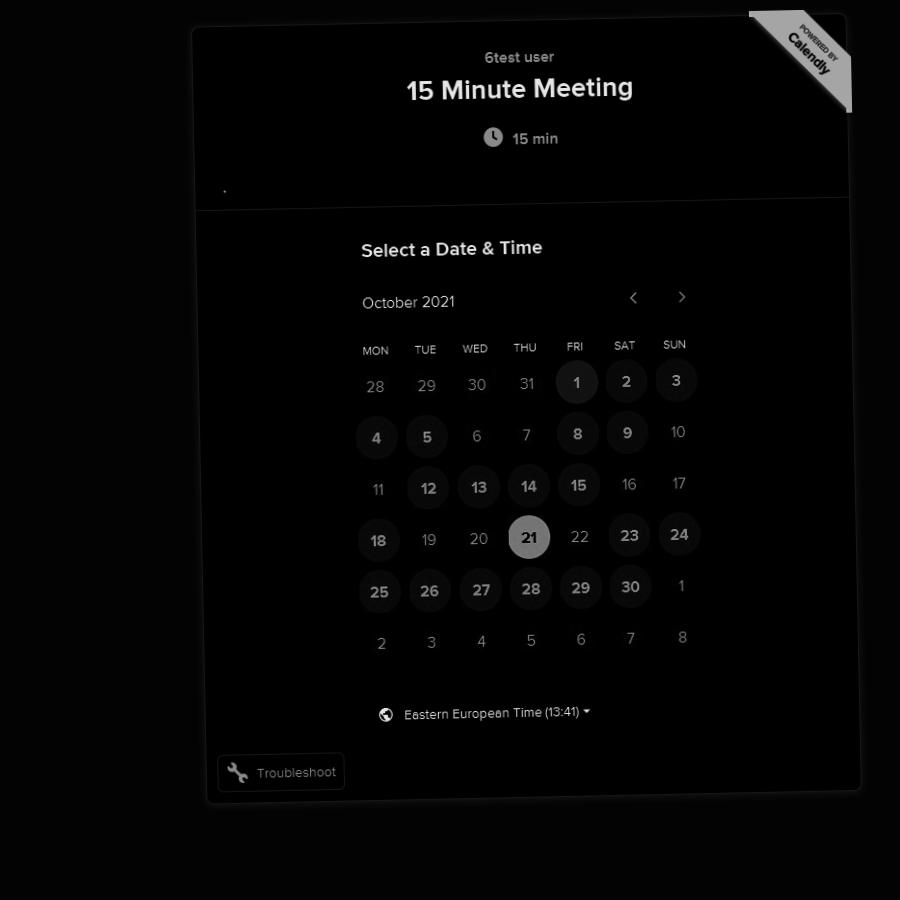 POWERED BY
Calendly
6test user
15 Minute Meeting
15 min
.
Select a Date & Time
October 2021
MON TUE WED THU FRI SAT SUN
28 29 30 31 1 2 3
4 5 6 7 8 9 10
11 12 13 14 15 16 17
18 19 20 21 22 23 24
25 26 27 28 29 30 1
2 3 4 5 6 7 8
Eastern European Time (13:41)
Troubleshoot